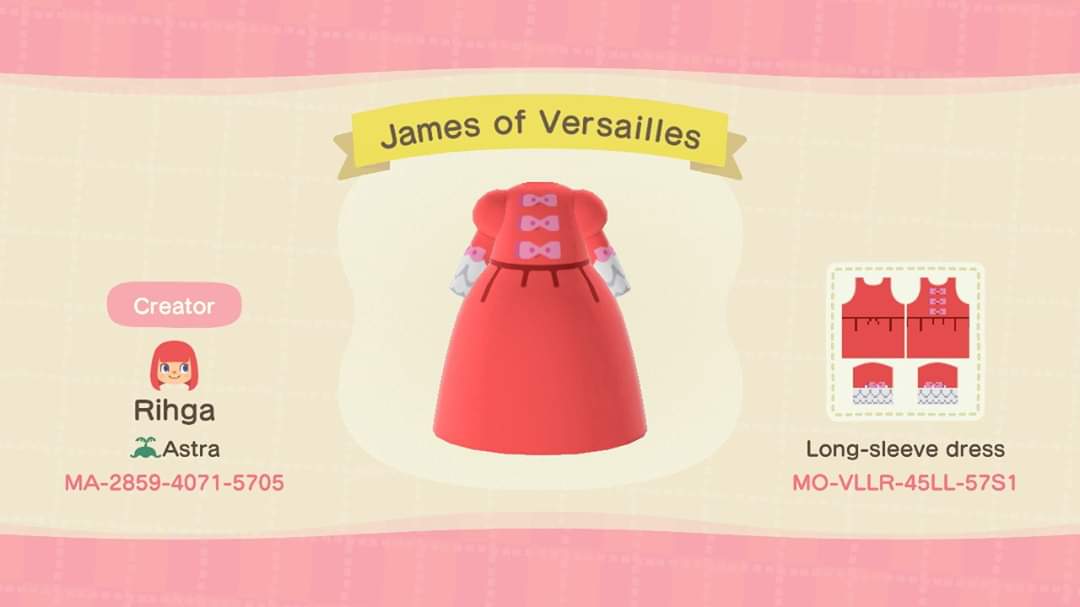 James of Versailles
Creator
Rihga
Astra
MA-2859-4071-5705
Long-sleeve dress
MO-VLLR-45LL-57S1